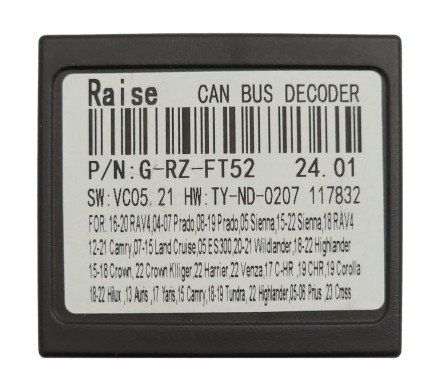 Raise CAN BUS DECODER
P/N:G-RZ-FT52 24.01
SW:VC05.21 HW:TY-ND-0207 117832
FOR. 16-20 RAV4,04-07 Prado,08-19 Prado,05 Sienna,15-22 Sienna,18 RAV4
12-21 Camry,07-15 Land Cruise,05 ES300,20-21 Wildlander,18-22 Highlander
15-18 Crown, 22 Crown Klliger,22 Harrier,22 Venza,17 C-HR ,19 CHR,19 Corolla
18-22 Hilux ,13 Auris ,17 Yaris,15 Camry,18-19 Tundra, 22 Highlander,05-06 Prius ,23 Cross